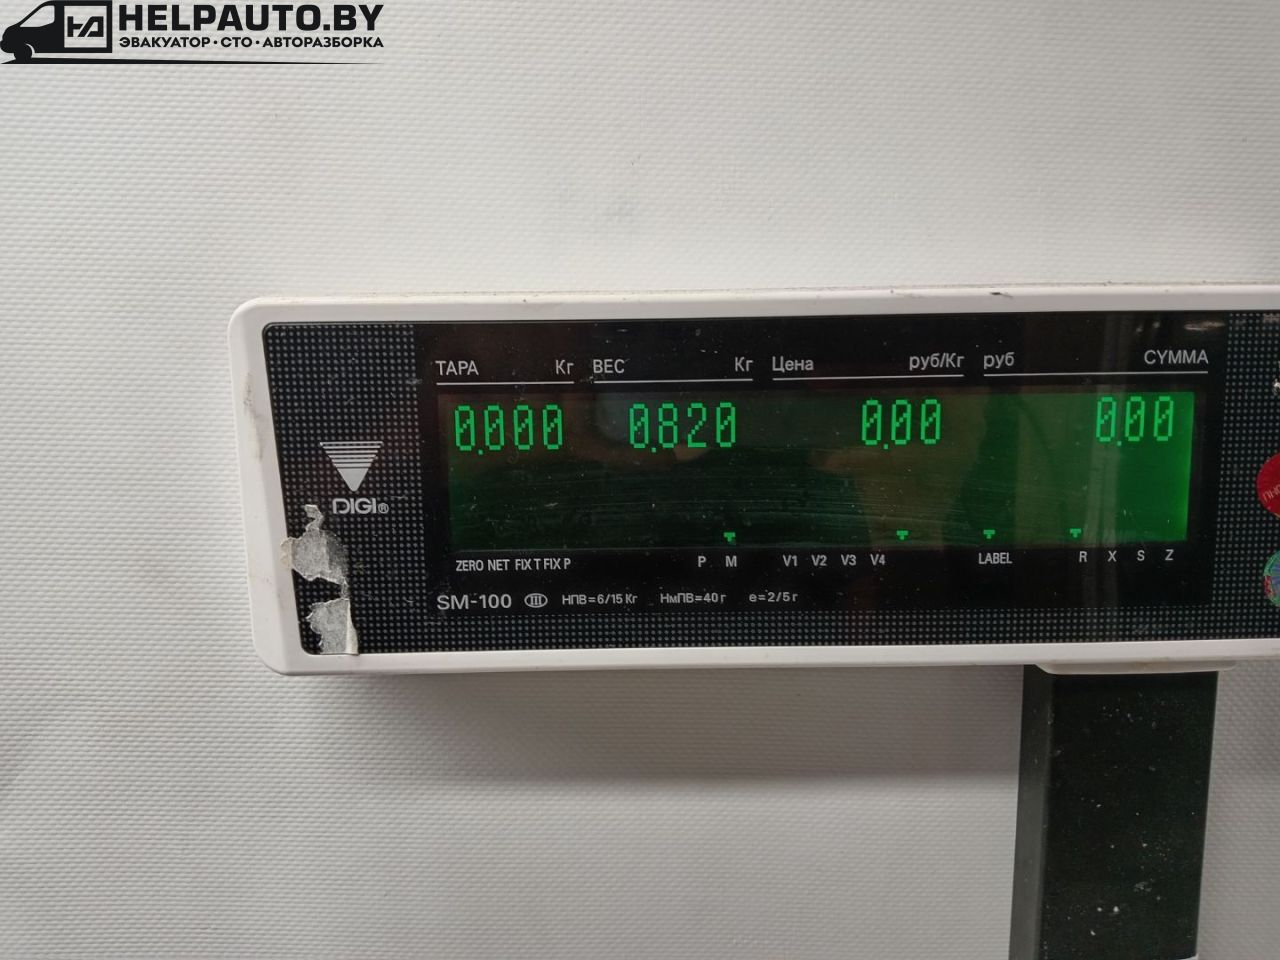 HELPAUTO.BY
ЭВАКУАТОР·СТО·АВТОРАЗБОРКА
ТАРА Кг ВЕС Кг Цена руб/Кг руб СУММА
0.000 0.820 0.00 0.00
DIGI®
ZERO NET FIX T FIX P P M V1 V2 V3 V4 LABEL R X S Z
SM-100 III НПВ=6/15 Кг НмПВ=40 г e=2/5 г